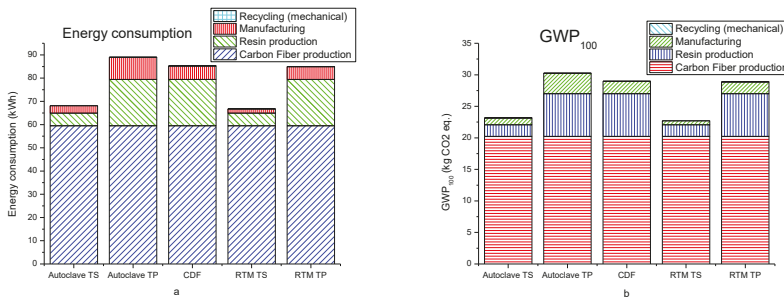 Energy consumption
Recycling (mechanical)
Manufacturing
Resin production
Carbon Fiber production
Energy consumption (kWh)
90
80
70
60
50
40
30
20
10
0
Autoclave TS
Autoclave TP
CDF
RTM TS
RTM TP
a
GWP100
Recycling (mechanical)
Manufacturing
Resin production
Carbon Fiber production
GWP100 (kg CO2 eq.)
35
30
25
20
15
10
5
0
Autoclave TS
Autoclave TP
CDF
RTM TS
RTM TP
b